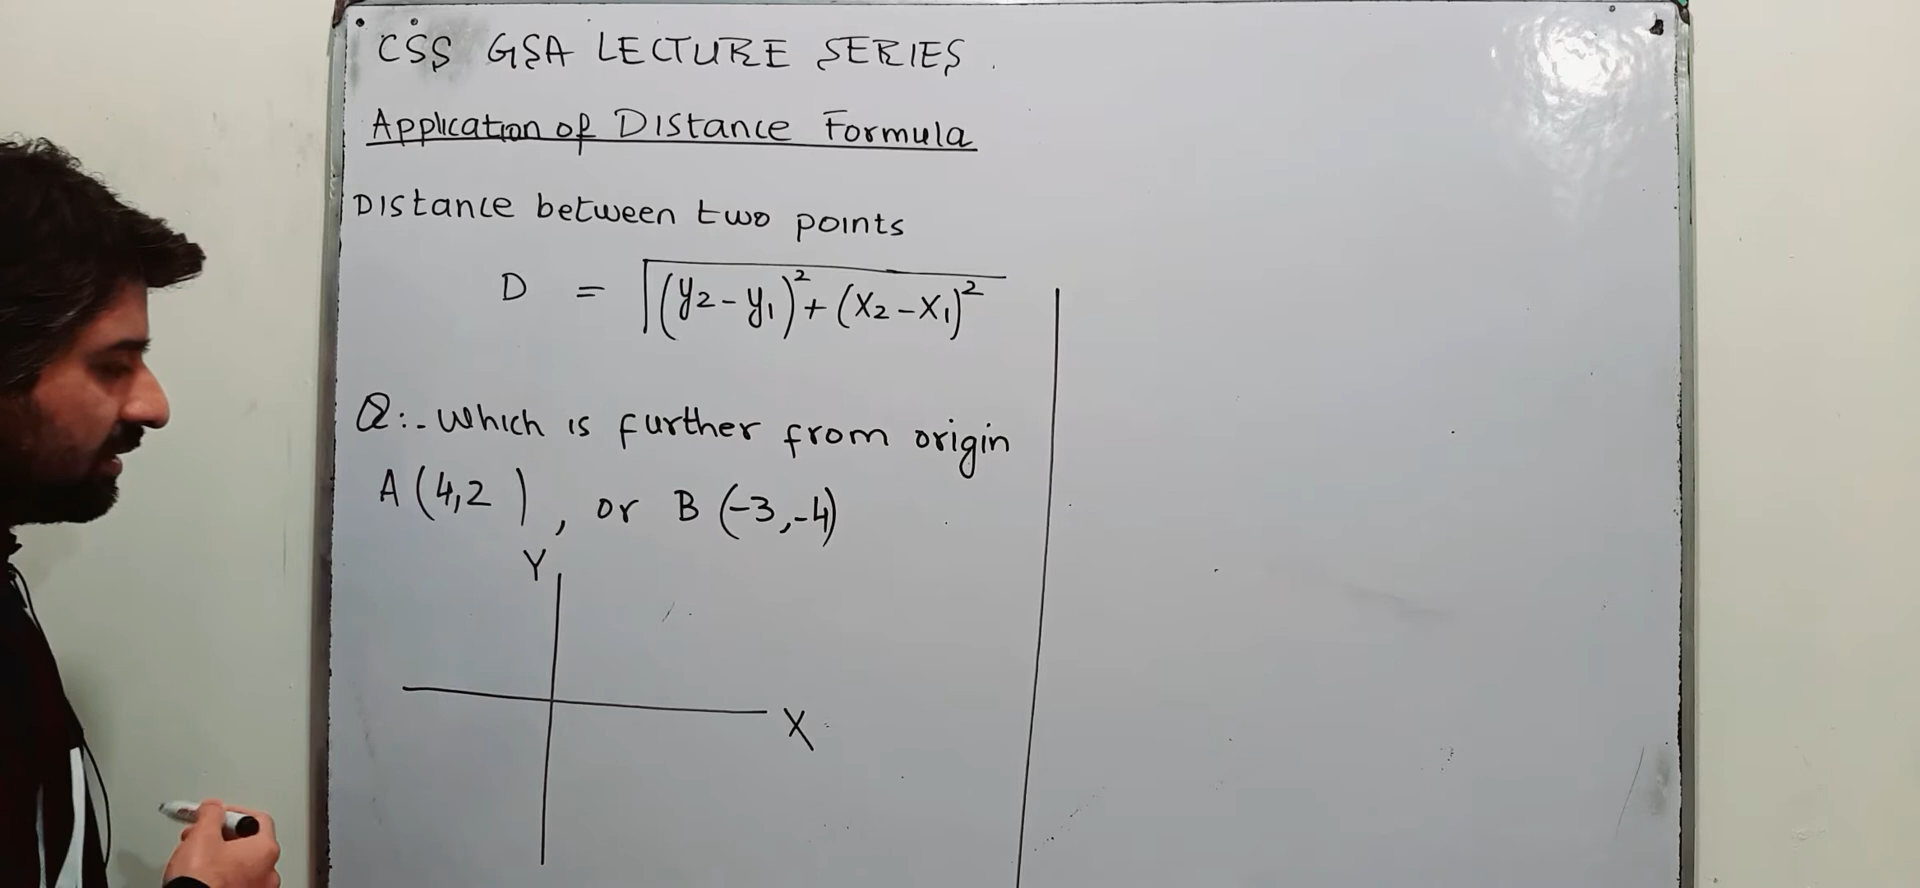 CSS GSA LECTURE SERIES.
Application of Distance Formula
Distance between two points
D = √(y₂-y₁)²+(x₂-x₁)²
Q:- Which is further from origin
A(4,2), or B(-3,-4)
Y
X